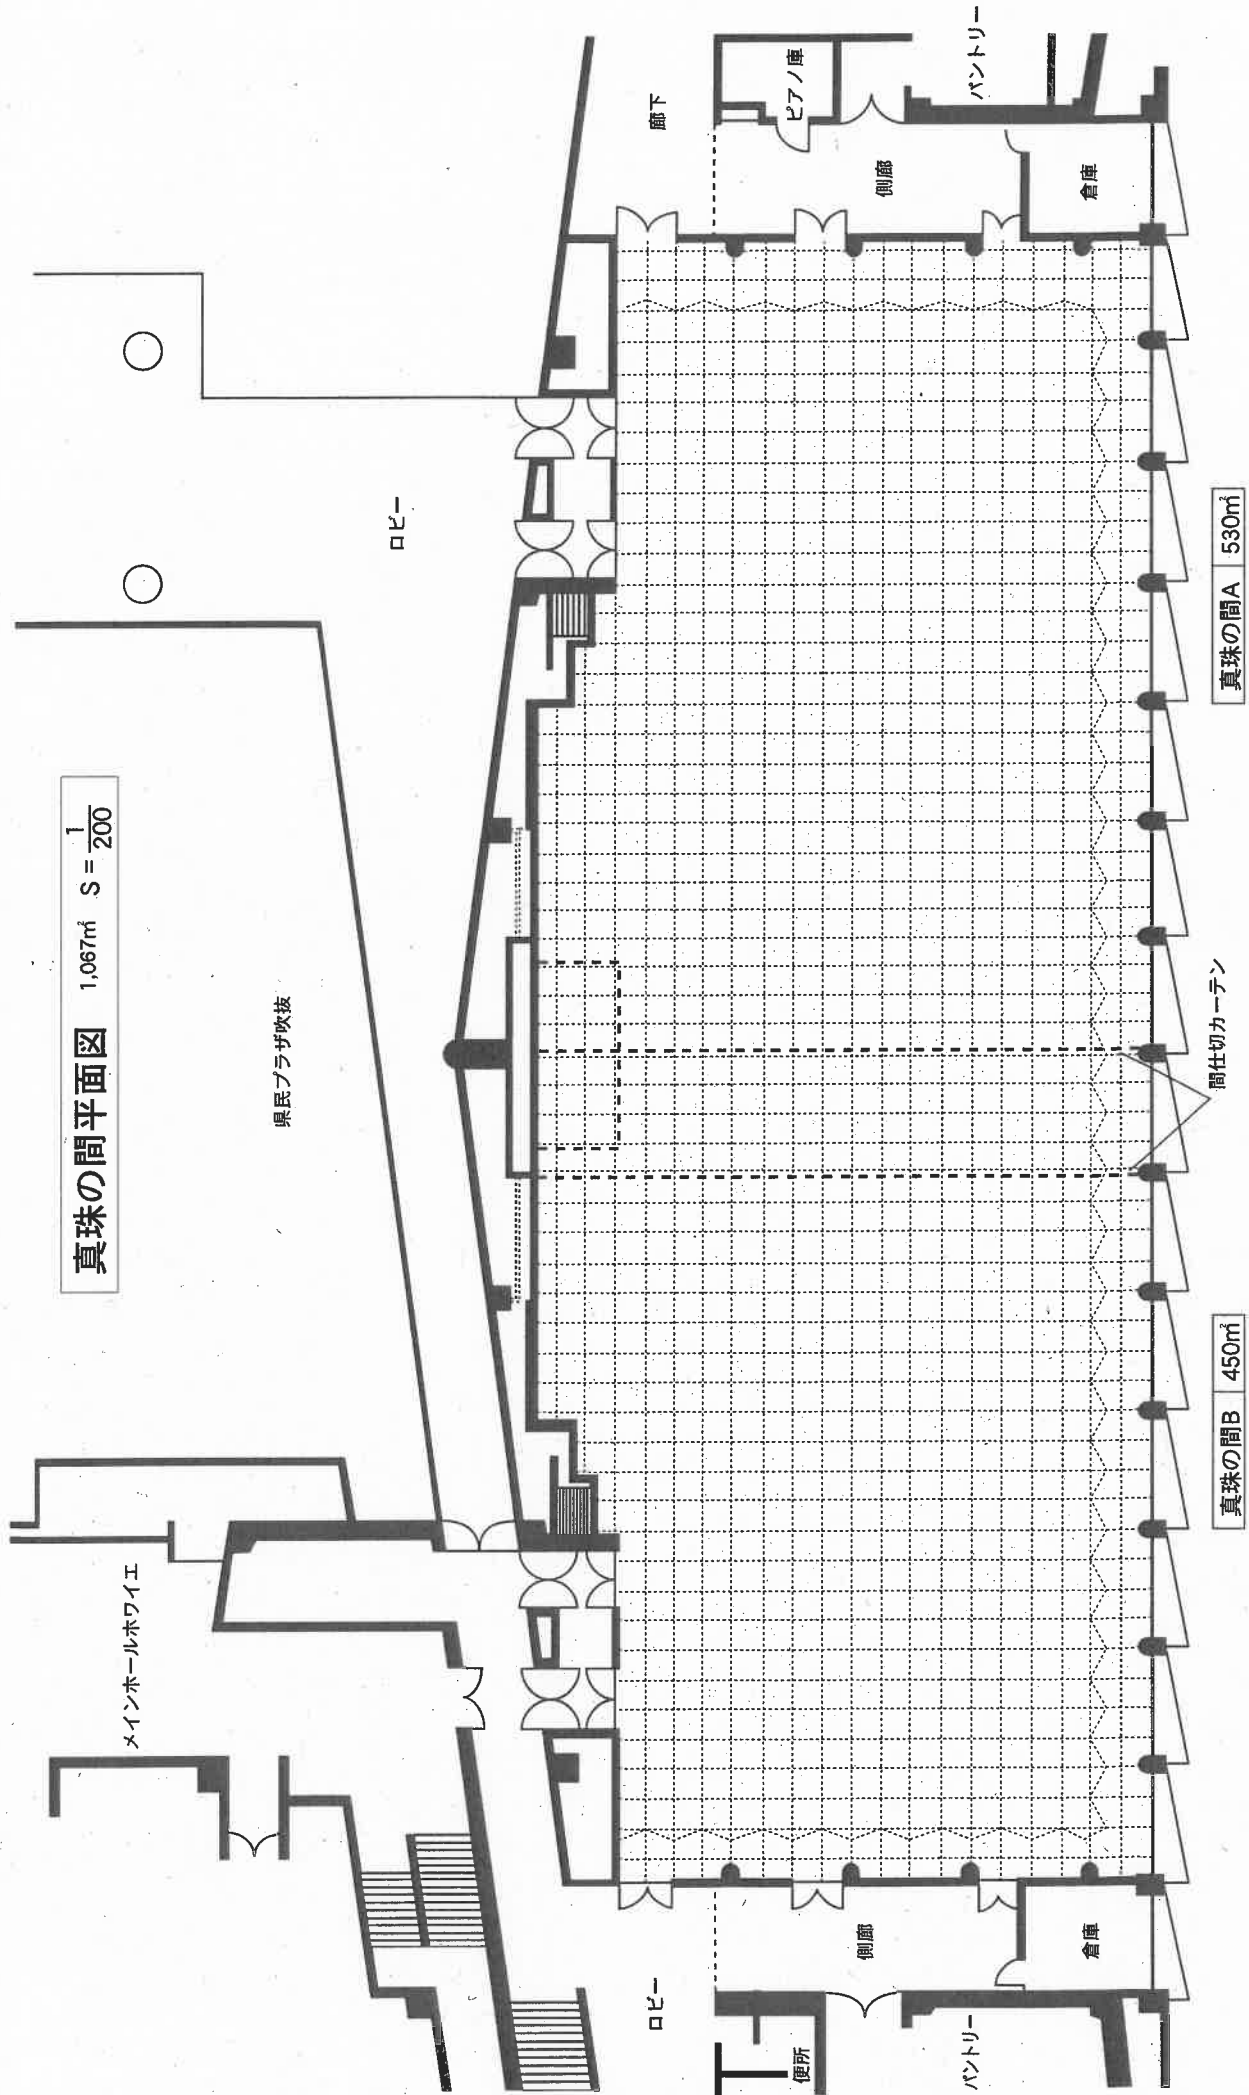 真珠の間平面図 1,067㎡ S=1/200
メインホールホワイエ
県民プラザ吹抜
ロビー
ロビー
廊下
便所
側廊
パントリー
倉庫
ピアノ庫
側廊
パントリー
倉庫
間仕切カーテン
真珠の間B 450㎡
真珠の間A 530㎡